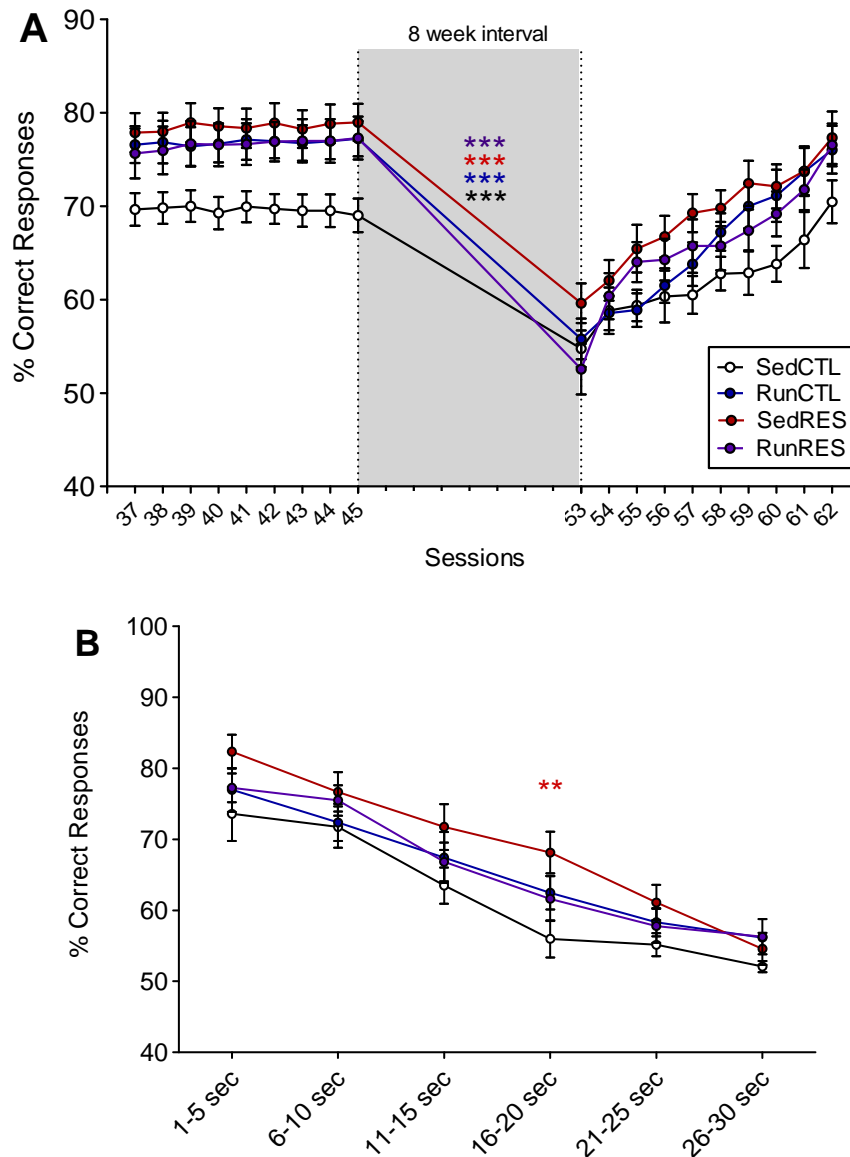 A
8 week interval
90
80
70
60
50
40
% Correct Responses
***
***
***
***
SedCTL
RunCTL
SedRES
RunRES
37 38 39 40 41 42 43 44 45 53 54 55 56 57 58 59 60 61 62
Sessions
B
100
90
80
70
60
50
40
% Correct Responses
**
1-5 sec 6-10 sec 11-15 sec 16-20 sec 21-25 sec 26-30 sec